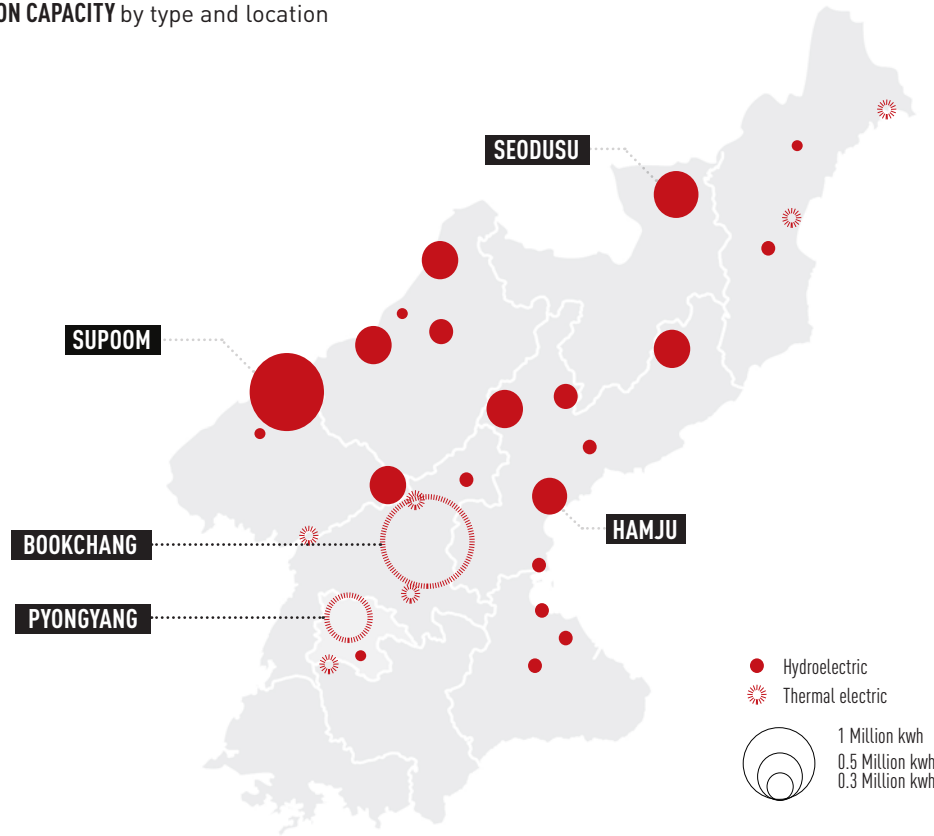 ON CAPACITY by type and location
SEODUSU
SUPOOM
HAMJU
BOOKCHANG
PYONGYANG
Hydroelectric
Thermal electric
1 Million kwh
0.5 Million kwh
0.3 Million kwh